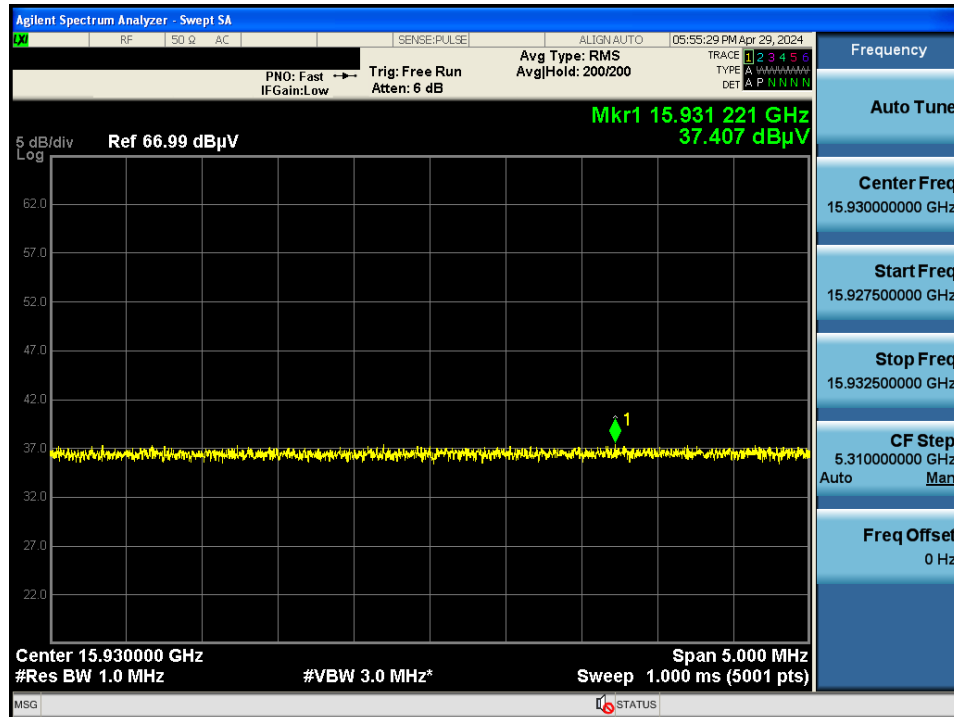 Agilent Spectrum Analyzer - Swept SA
LXI RF 50 Ω AC SENSE:PULSE ALIGN AUTO 05:55:29 PM Apr 29, 2024
Frequency
PNO: Fast
IFGain:Low
Trig: Free Run
Atten: 6 dB
Avg Type: RMS
Avg|Hold: 200/200
TRACE 1 2 3 4 5 6
TYPE A WWWWW
DET A P N N N N
Auto Tune
Mkr1 15.931 221 GHz
37.407 dBµV
5 dB/div Ref 66.99 dBµV
Log
62.0
57.0
52.0
47.0
42.0
37.0
32.0
27.0
22.0
1
Center Freq
15.930000000 GHz
Start Freq
15.927500000 GHz
Stop Freq
15.932500000 GHz
CF Step
5.310000000 GHz
Auto Man
Freq Offset
0 Hz
Center 15.930000 GHz Span 5.000 MHz
#Res BW 1.0 MHz #VBW 3.0 MHz* Sweep 1.000 ms (5001 pts)
MSG STATUS